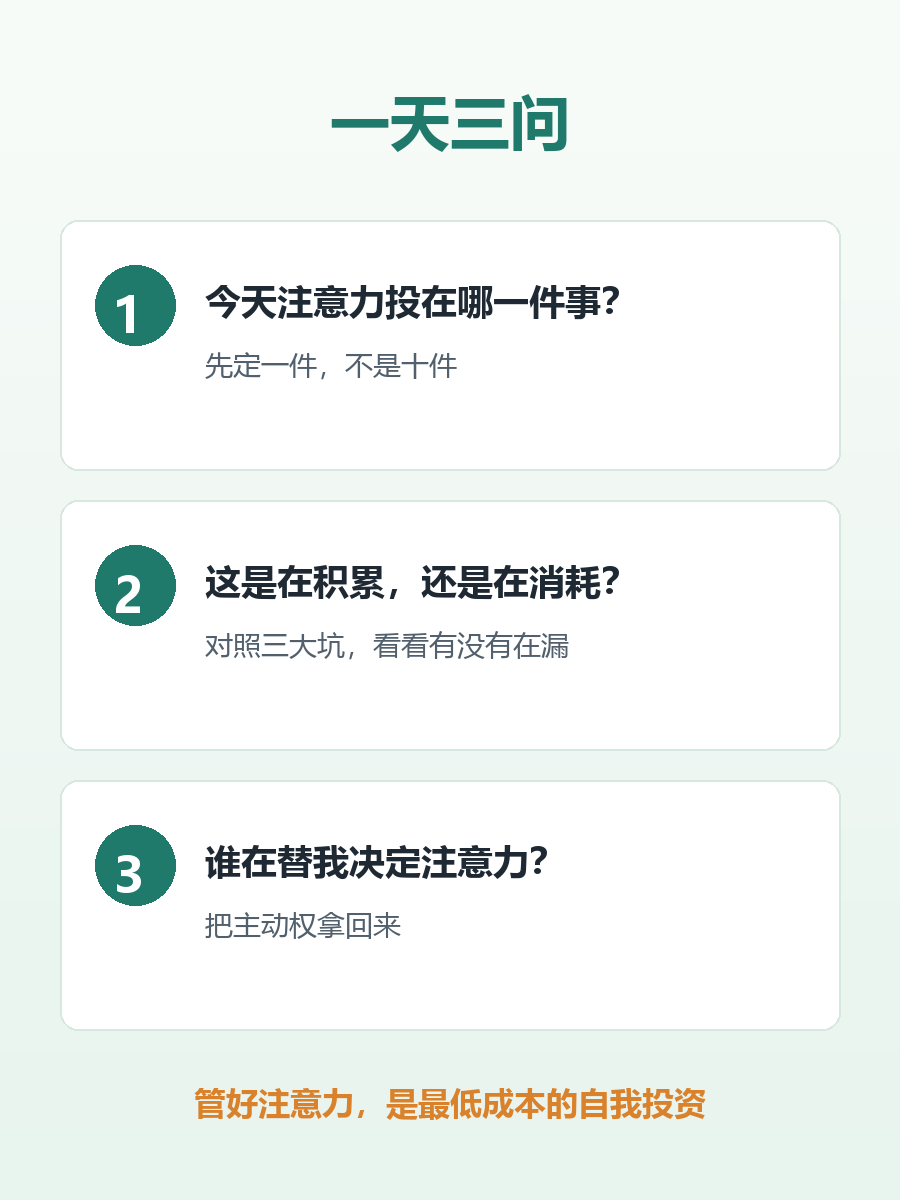 一天三问
1
今天注意力投在哪一件事？
先定一件，不是十件
2
这是在积累，还是在消耗？
对照三大坑，看看有没有在漏
3
谁在替我决定注意力？
把主动权拿回来
管好注意力，是最低成本的自我投资